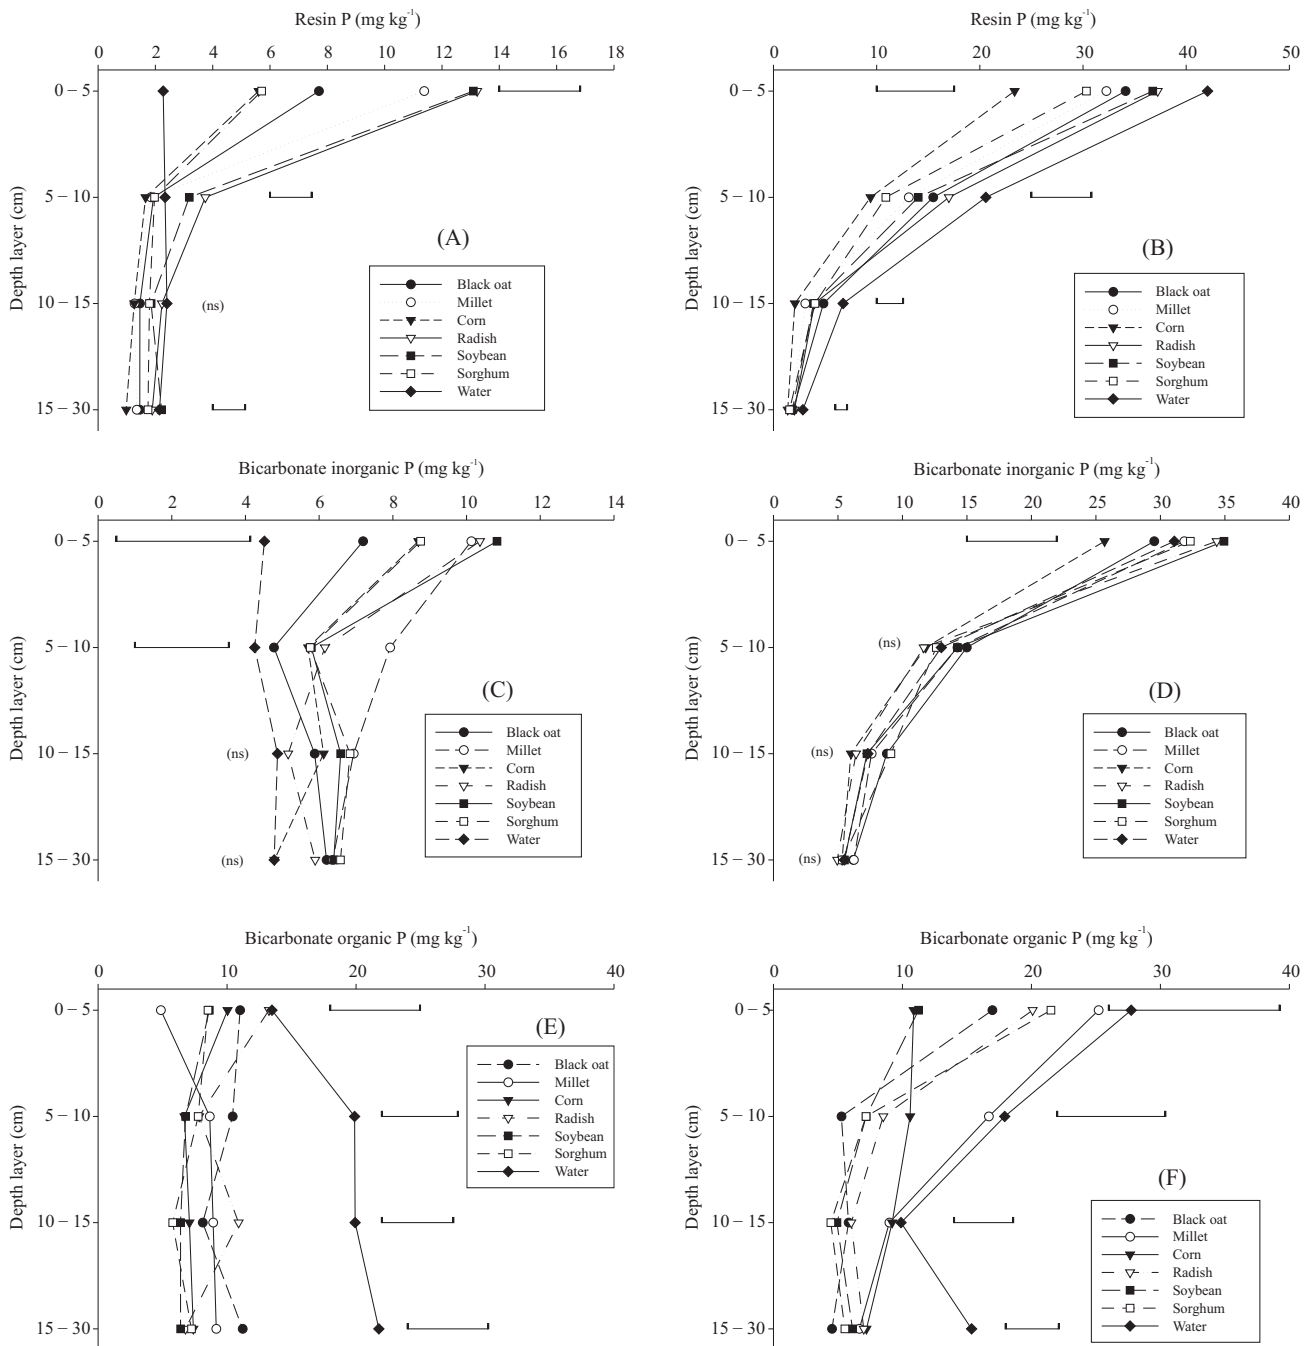 Resin P (mg kg⁻¹)
0 2 4 6 8 10 12 14 16 18
Depth layer (cm)
0 – 5
5 – 10
10 – 15
15 – 30
(ns)
(A)
Black oat
Millet
Corn
Radish
Soybean
Sorghum
Water
Resin P (mg kg⁻¹)
0 10 20 30 40 50
Depth layer (cm)
0 – 5
5 – 10
10 – 15
15 – 30
(B)
Black oat
Millet
Corn
Radish
Soybean
Sorghum
Water
Bicarbonate inorganic P (mg kg⁻¹)
0 2 4 6 8 10 12 14
Depth layer (cm)
0 – 5
5 – 10
10 – 15
15 – 30
(ns)
(ns)
(C)
Black oat
Millet
Corn
Radish
Soybean
Sorghum
Water
Bicarbonate inorganic P (mg kg⁻¹)
0 5 10 15 20 25 30 35 40
Depth layer (cm)
0 – 5
5 – 10
10 – 15
15 – 30
(ns)
(ns)
(ns)
(D)
Black oat
Millet
Corn
Radish
Soybean
Sorghum
Water
Bicarbonate organic P (mg kg⁻¹)
0 10 20 30 40
Depth layer (cm)
0 – 5
5 – 10
10 – 15
15 – 30
(E)
Black oat
Millet
Corn
Radish
Soybean
Sorghum
Water
Bicarbonate organic P (mg kg⁻¹)
0 10 20 30 40
Depth layer (cm)
0 – 5
5 – 10
10 – 15
15 – 30
(F)
Black oat
Millet
Corn
Radish
Soybean
Sorghum
Water